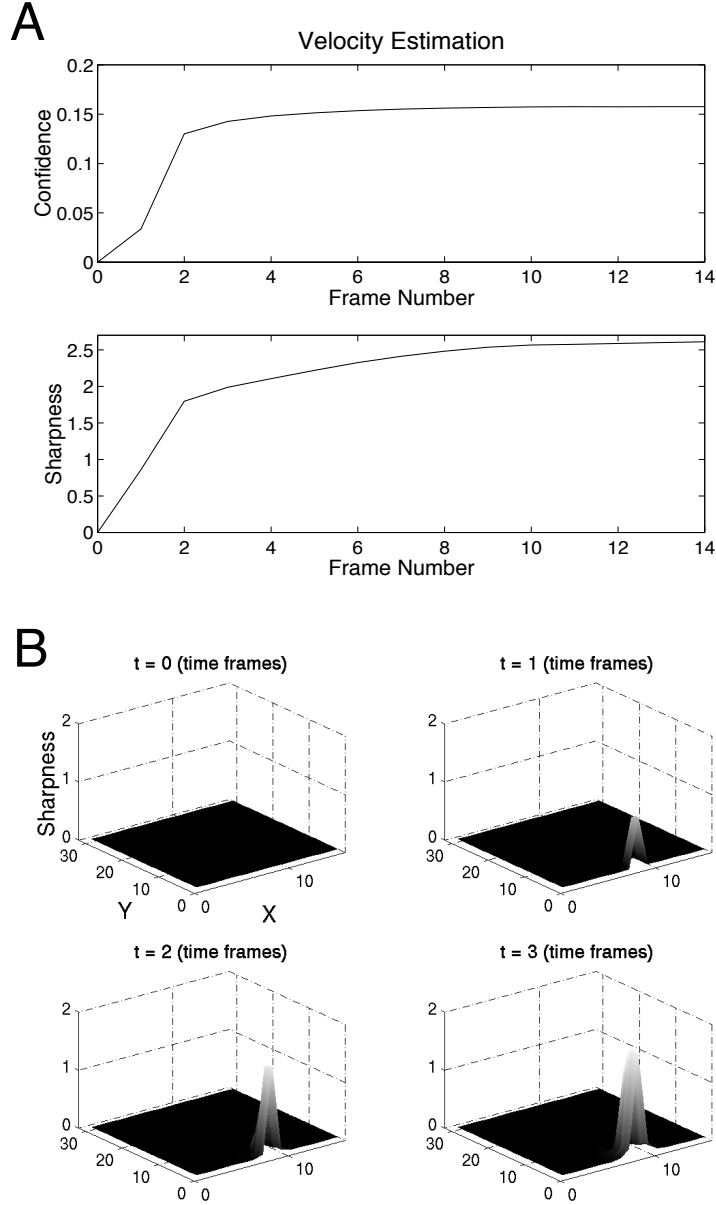 A
Velocity Estimation
0.2
0.15
0.1
0.05
0
Confidence
0 2 4 6 8 10 12 14
Frame Number
2.5
2
1.5
1
0.5
0
Sharpness
0 2 4 6 8 10 12 14
Frame Number
B
t = 0 (time frames)
2
1
0
Sharpness
30
20
10
0
0
10
Y
X
t = 1 (time frames)
2
1
0
30
20
10
0
0
10
t = 2 (time frames)
2
1
0
30
20
10
0
0
10
t = 3 (time frames)
2
1
0
30
20
10
0
0
10